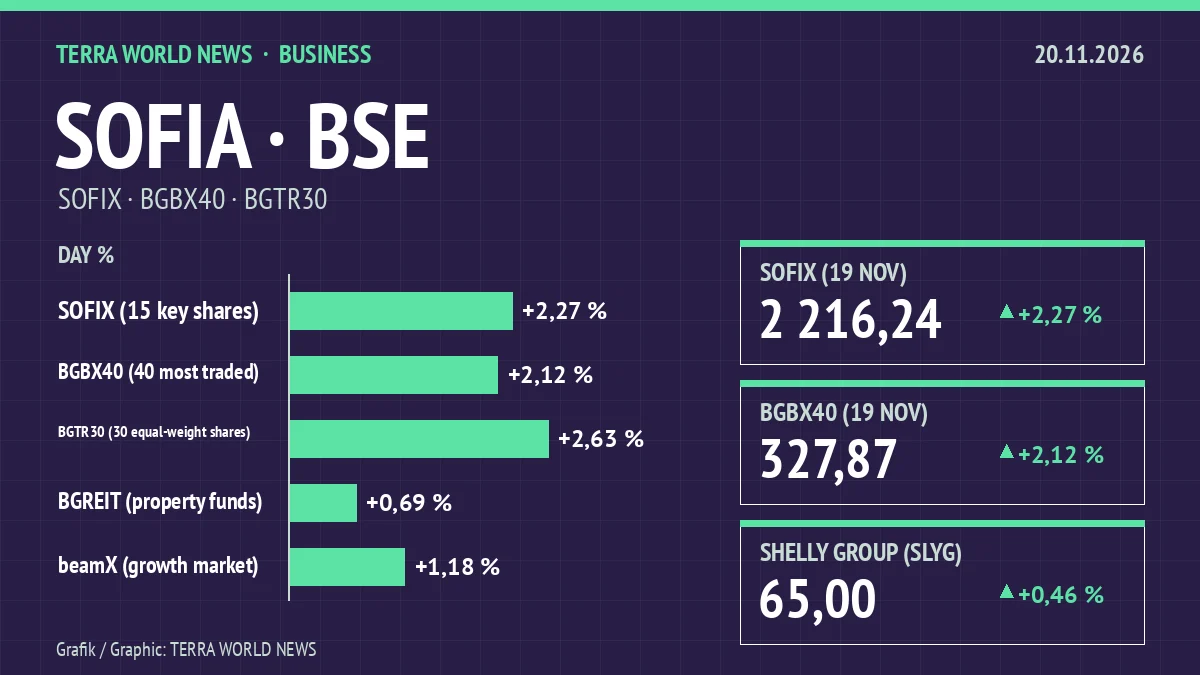 TERRA WORLD NEWS · BUSINESS
20.11.2026
SOFIA · BSE
SOFIX · BGBX40 · BGTR30
DAY %
SOFIX (15 key shares) +2,27 %
BGBX40 (40 most traded) +2,12 %
BGTR30 (30 equal-weight shares) +2,63 %
BGREIT (property funds) +0,69 %
beamX (growth market) +1,18 %
SOFIX (19 NOV)
2 216,24 ▲+2,27 %
BGBX40 (19 NOV)
327,87 ▲+2,12 %
SHELLY GROUP (SLYG)
65,00 ▲+0,46 %
Grafik / Graphic: TERRA WORLD NEWS